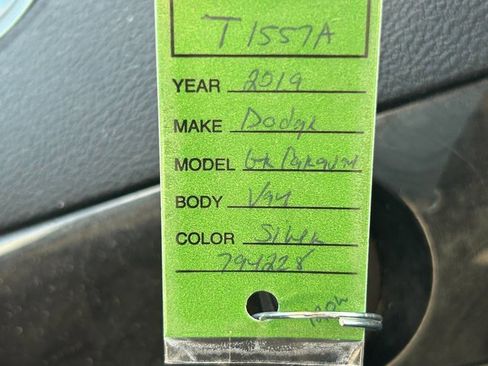 T1557A
YEAR 2019
MAKE Dodge
MODEL Gr Caravan
BODY Van
COLOR Silver
794228